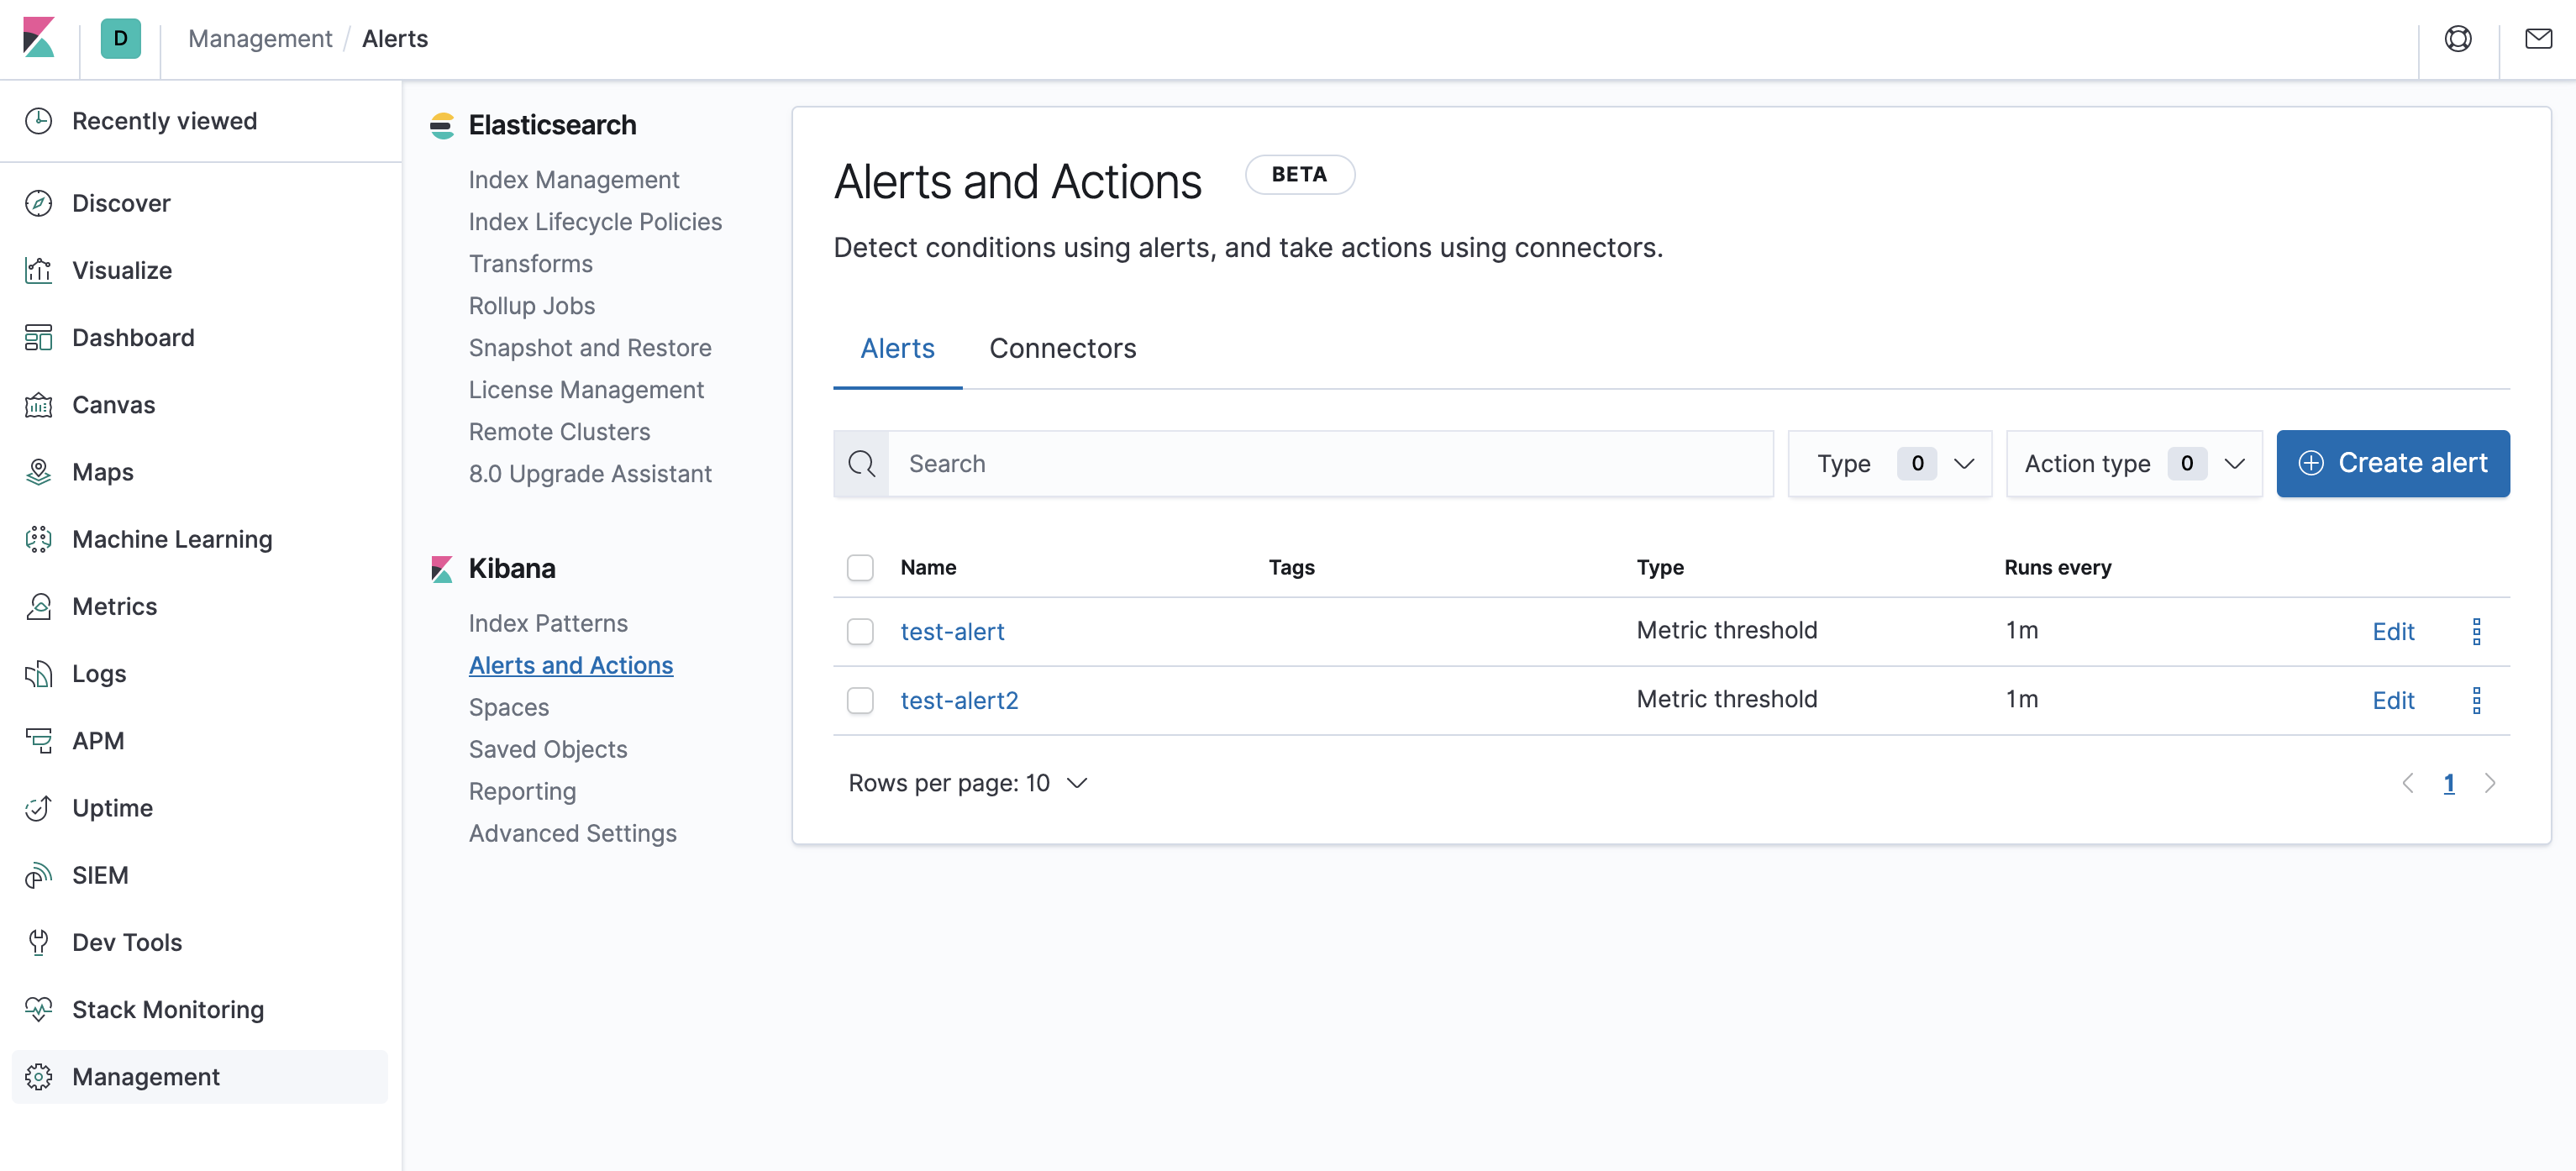 D
Management / Alerts
Recently viewed
Discover
Visualize
Dashboard
Canvas
Maps
Machine Learning
Metrics
Logs
APM
Uptime
SIEM
Dev Tools
Stack Monitoring
Management
Elasticsearch
Index Management
Index Lifecycle Policies
Transforms
Rollup Jobs
Snapshot and Restore
License Management
Remote Clusters
8.0 Upgrade Assistant
Kibana
Index Patterns
Alerts and Actions
Spaces
Saved Objects
Reporting
Advanced Settings
Alerts and Actions BETA
Detect conditions using alerts, and take actions using connectors.
Alerts Connectors
Search Type 0 Action type 0 Create alert
Name Tags Type Runs every
test-alert Metric threshold 1m Edit
test-alert2 Metric threshold 1m Edit
Rows per page: 10 1